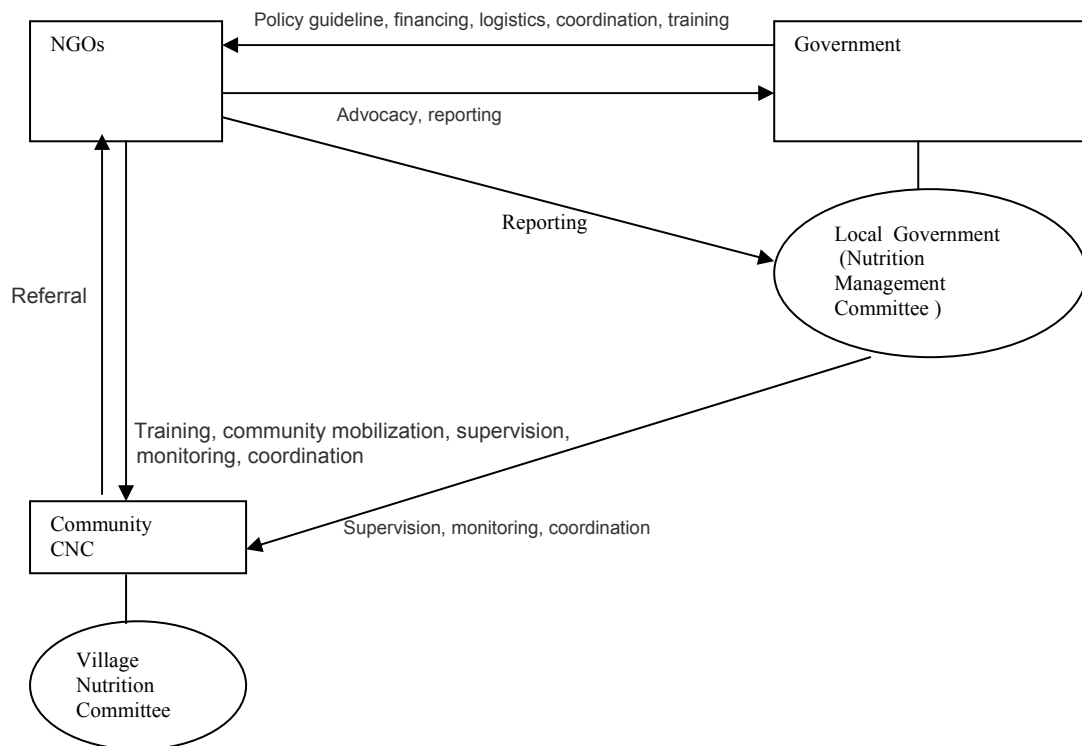 Policy guideline, financing, logistics, coordination, training
NGOs
Government
Advocacy, reporting
Reporting
Local Government
(Nutrition
Management
Committee )
Referral
Training, community mobilization, supervision,
monitoring, coordination
Community
CNC
Supervision, monitoring, coordination
Village
Nutrition
Committee